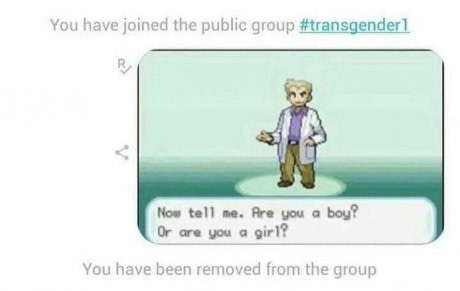 You have joined the public group #transgender1
R
Now tell me. Are you a boy?
Or are you a girl?
You have been removed from the group